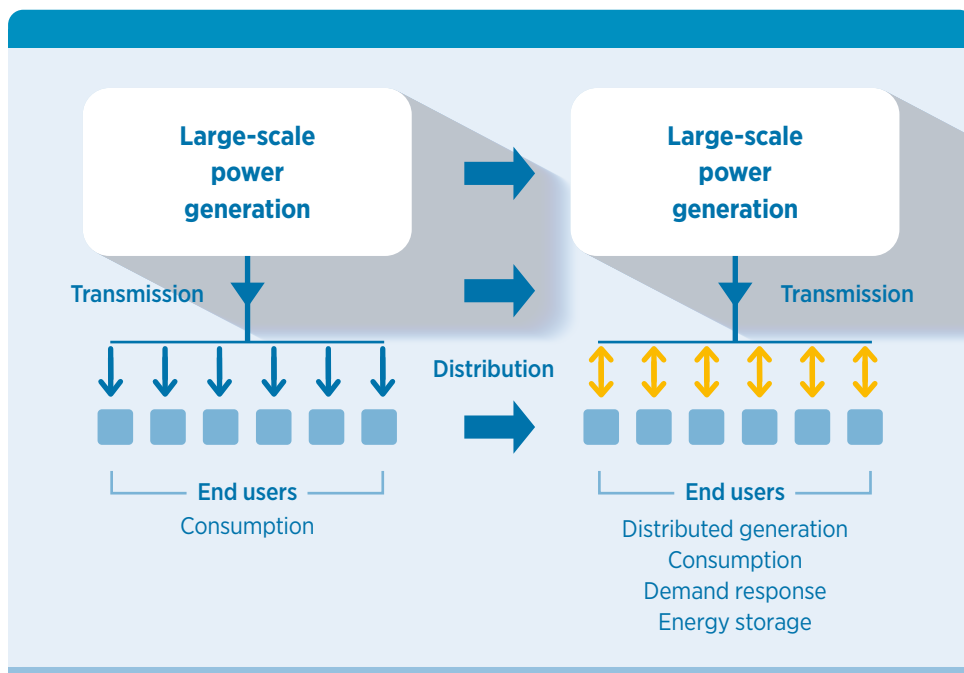 Large-scale
power
generation
Transmission
End users
Consumption
Distribution
Large-scale
power
generation
Transmission
End users
Distributed generation
Consumption
Demand response
Energy storage